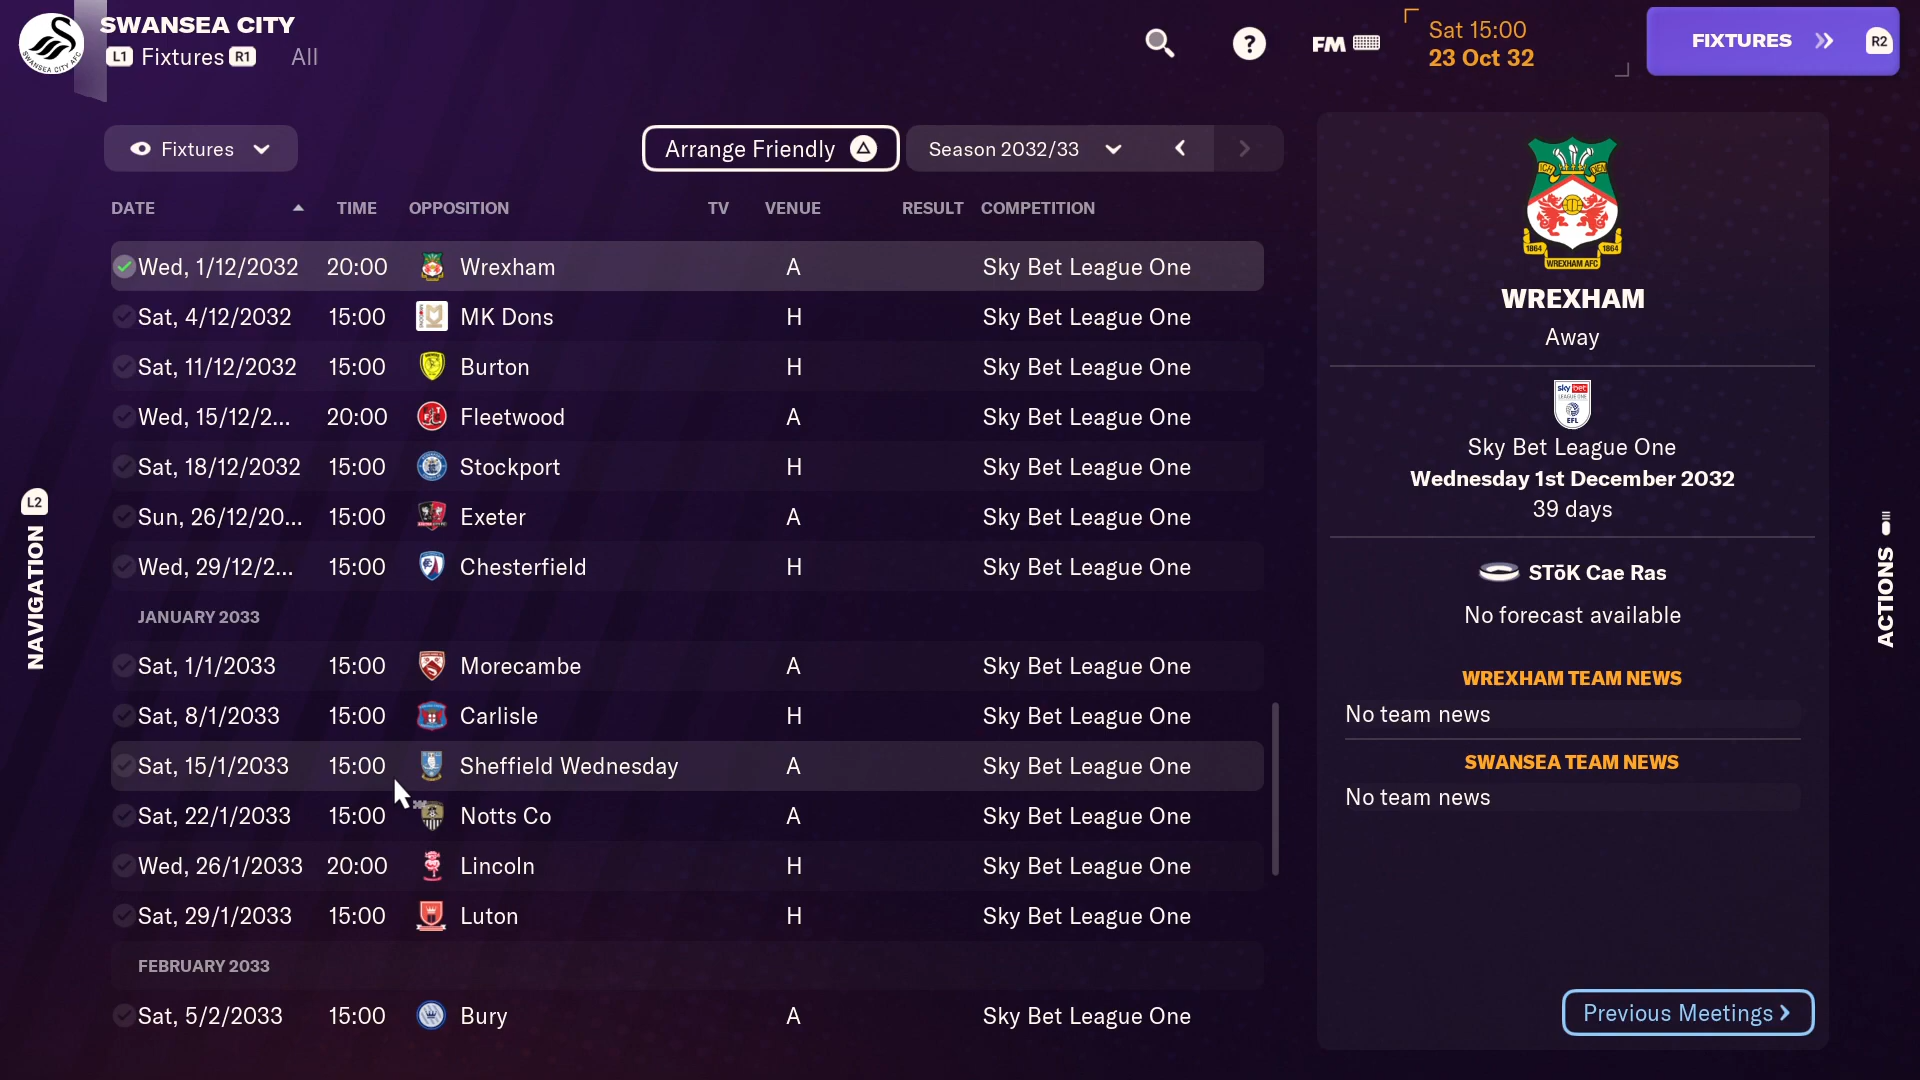 SWANSEA CITY
L1 Fixtures R1 All
? FM
Sat 15:00
23 Oct 32
FIXTURES R2
Fixtures
Arrange Friendly
Season 2032/33
DATE TIME OPPOSITION TV VENUE RESULT COMPETITION
Wed, 1/12/2032 20:00 Wrexham A Sky Bet League One
Sat, 4/12/2032 15:00 MK Dons H Sky Bet League One
Sat, 11/12/2032 15:00 Burton H Sky Bet League One
Wed, 15/12/2... 20:00 Fleetwood A Sky Bet League One
Sat, 18/12/2032 15:00 Stockport H Sky Bet League One
Sun, 26/12/20... 15:00 Exeter A Sky Bet League One
Wed, 29/12/2... 15:00 Chesterfield H Sky Bet League One
JANUARY 2033
Sat, 1/1/2033 15:00 Morecambe A Sky Bet League One
Sat, 8/1/2033 15:00 Carlisle H Sky Bet League One
Sat, 15/1/2033 15:00 Sheffield Wednesday A Sky Bet League One
Sat, 22/1/2033 15:00 Notts Co A Sky Bet League One
Wed, 26/1/2033 20:00 Lincoln H Sky Bet League One
Sat, 29/1/2033 15:00 Luton H Sky Bet League One
FEBRUARY 2033
Sat, 5/2/2033 15:00 Bury A Sky Bet League One
1864 1864
WREXHAM AFC
WREXHAM
Away
sky bet
LEAGUE ONE
EFL
Sky Bet League One
Wednesday 1st December 2032
39 days
STōK Cae Ras
No forecast available
WREXHAM TEAM NEWS
No team news
SWANSEA TEAM NEWS
No team news
Previous Meetings
L2
NAVIGATION
ACTIONS